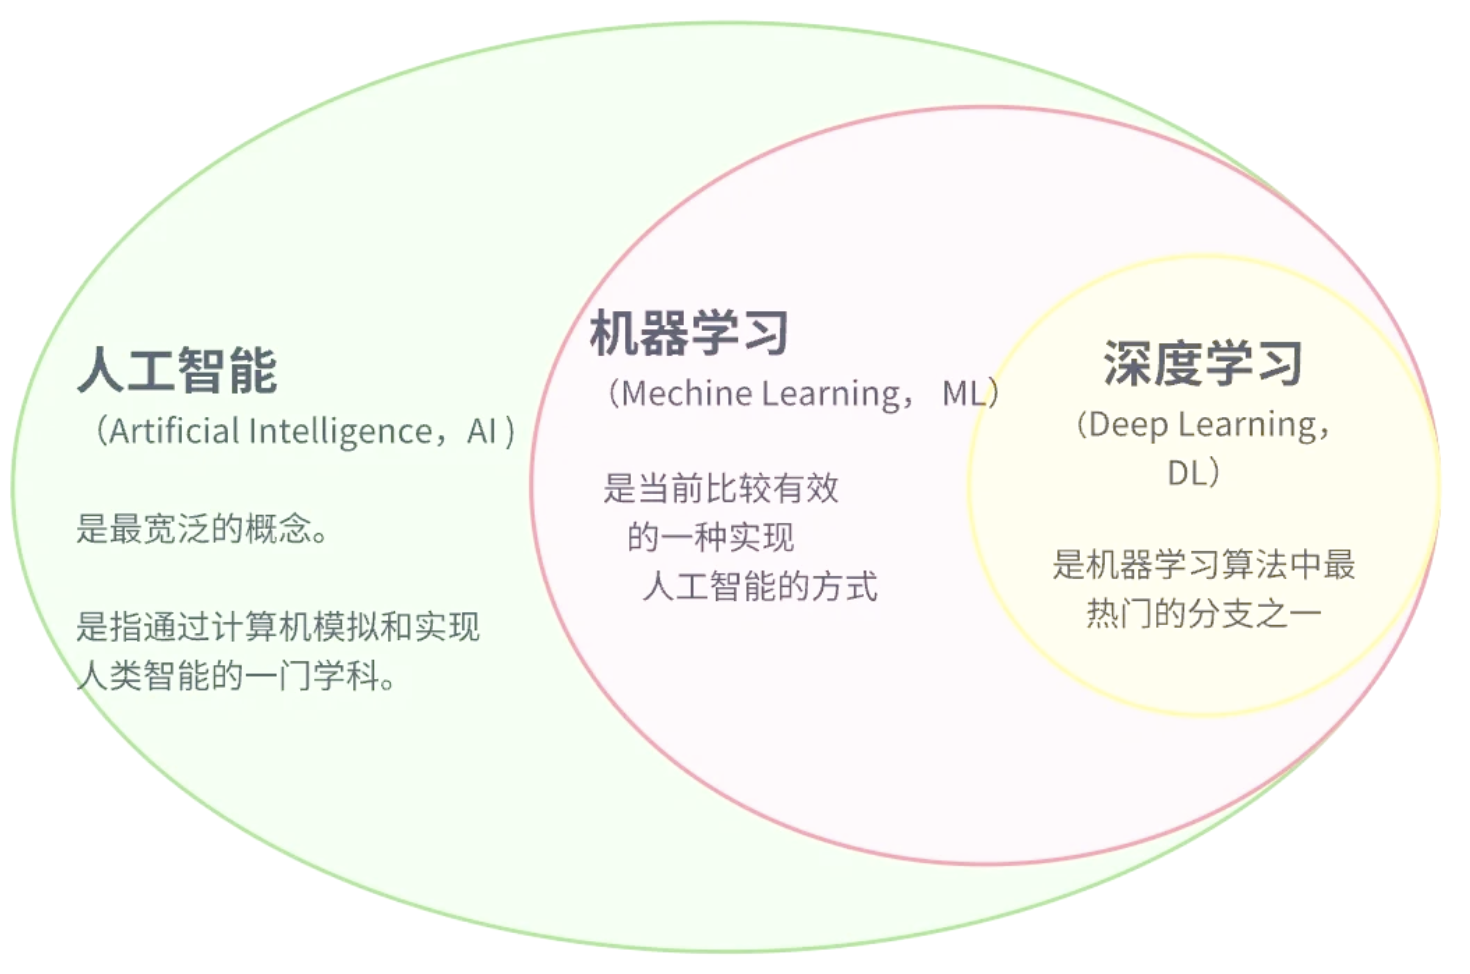 人工智能
（Artificial Intelligence，AI )
是最宽泛的概念。
是指通过计算机模拟和实现
人类智能的一门学科。
机器学习
（Mechine Learning， ML）
是当前比较有效
的一种实现
人工智能的方式
深度学习
（Deep Learning，
DL）
是机器学习算法中最
热门的分支之一